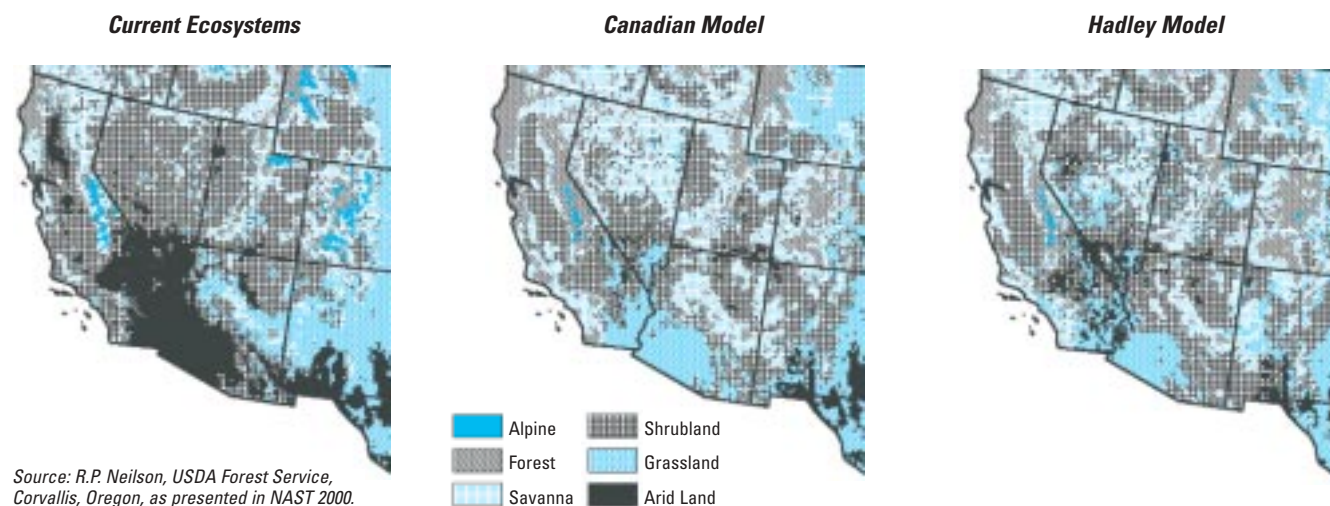 Current Ecosystems
Canadian Model
Hadley Model
Alpine
Forest
Savanna
Shrubland
Grassland
Arid Land
Source: R.P. Neilson, USDA Forest Service,
Corvallis, Oregon, as presented in NAST 2000.